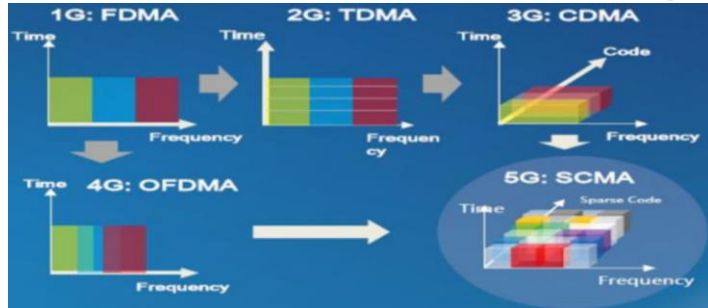 1G: FDMA
2G: TDMA
3G: CDMA
Time
Time
Time
Code
Frequency
Frequen
cy
Frequency
Time
4G: OFDMA
5G: SCMA
Time
Sparse Code
Frequency
Frequency